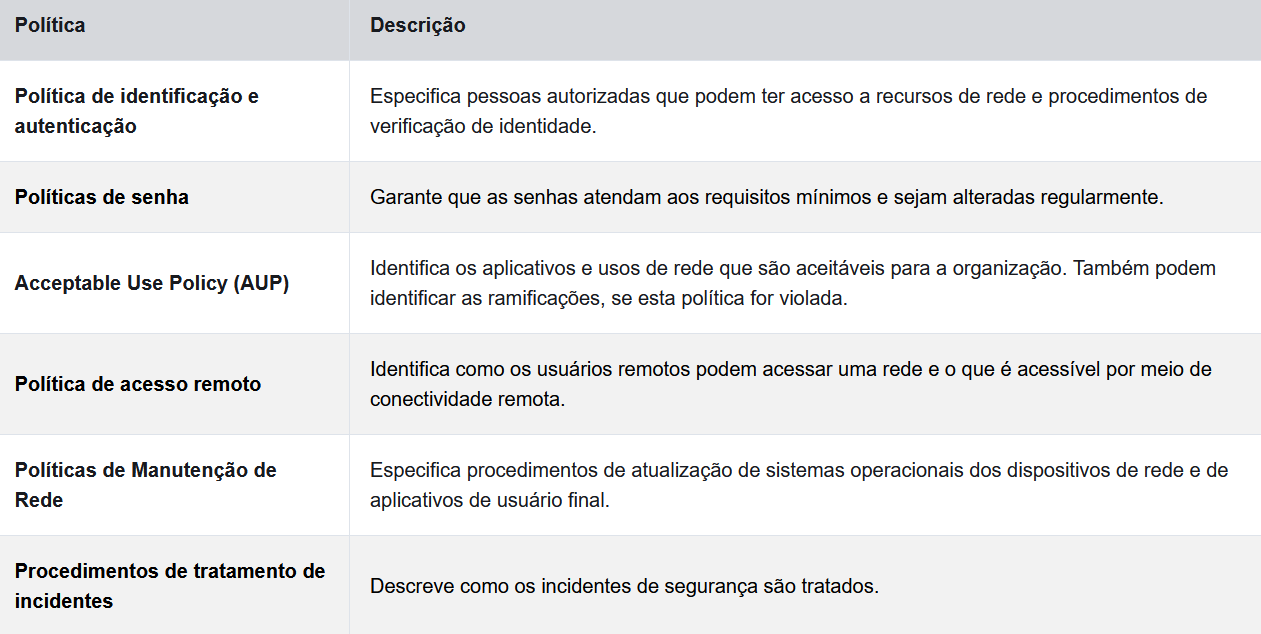 Política
Descrição
Política de identificação e
autenticação
Especifica pessoas autorizadas que podem ter acesso a recursos de rede e procedimentos de
verificação de identidade.
Políticas de senha
Garante que as senhas atendam aos requisitos mínimos e sejam alteradas regularmente.
Acceptable Use Policy (AUP)
Identifica os aplicativos e usos de rede que são aceitáveis para a organização. Também podem
identificar as ramificações, se esta política for violada.
Política de acesso remoto
Identifica como os usuários remotos podem acessar uma rede e o que é acessível por meio de
conectividade remota.
Políticas de Manutenção de
Rede
Especifica procedimentos de atualização de sistemas operacionais dos dispositivos de rede e de
aplicativos de usuário final.
Procedimentos de tratamento de
incidentes
Descreve como os incidentes de segurança são tratados.